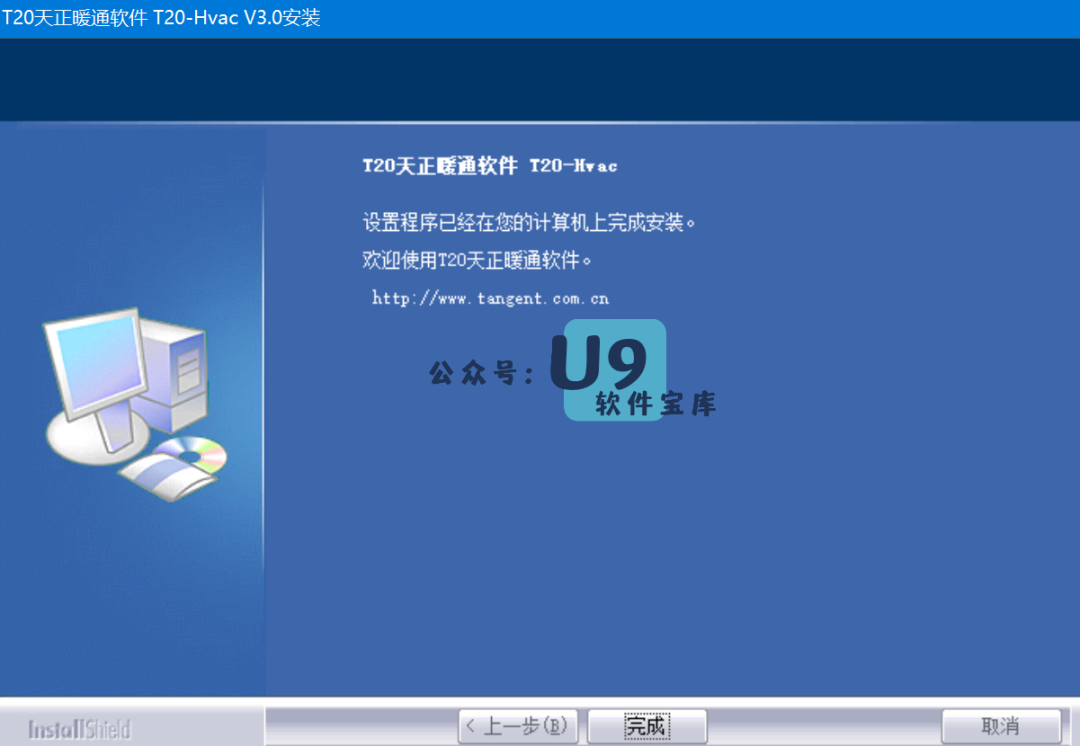 T20天正暖通软件 T20-Hvac V3.0安装
T20天正暖通软件 T20-Hvac
设置程序已经在您的计算机上完成安装。
欢迎使用T20天正暖通软件。
http://www.tangent.com.cn
公众号：U9
软件宝库
InstallShield
< 上一步(B)
完成
取消